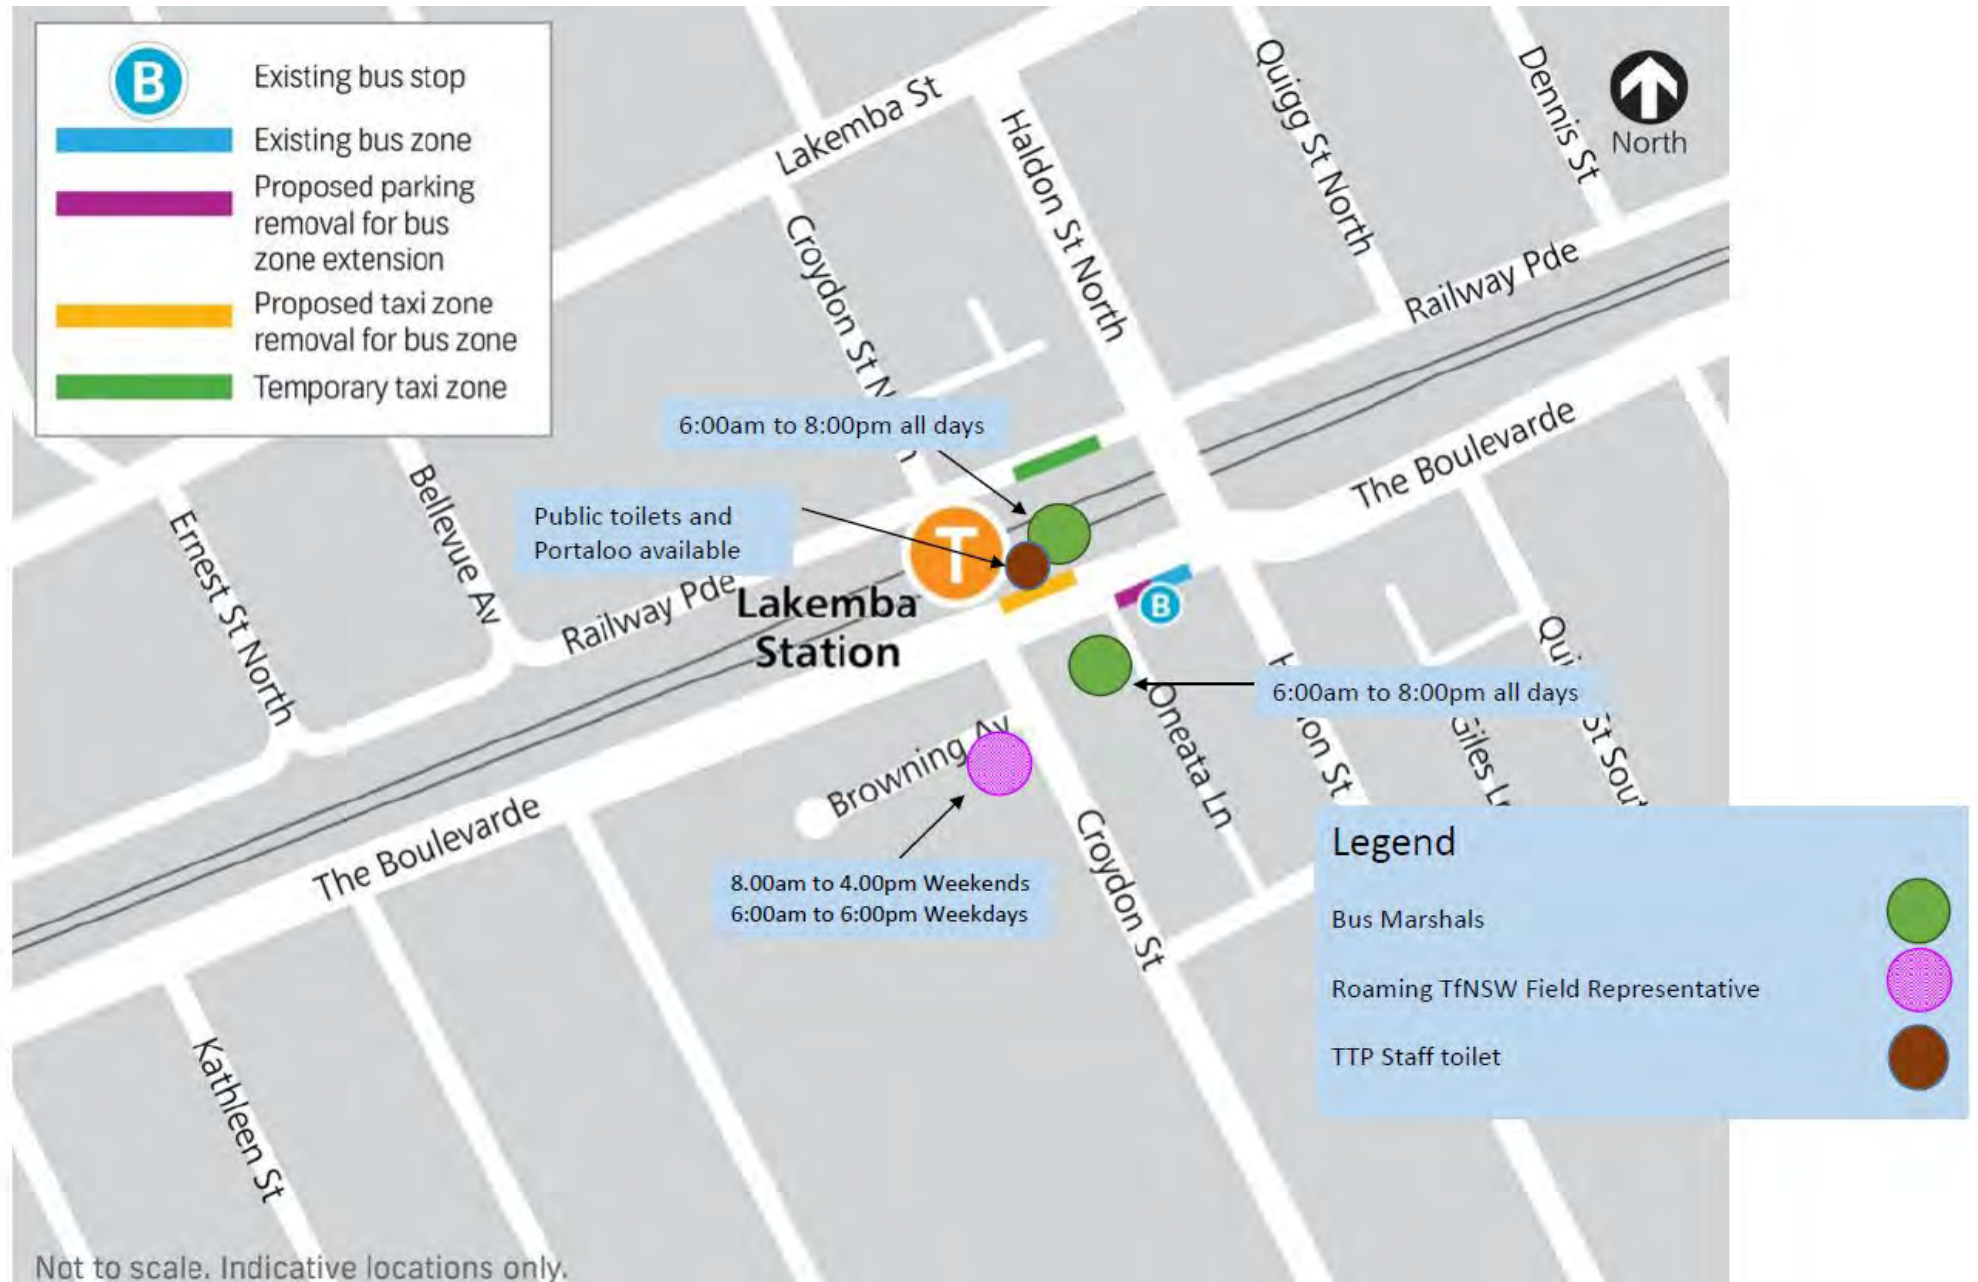 B
Existing bus stop
Existing bus zone
Proposed parking
removal for bus
zone extension
Proposed taxi zone
removal for bus zone
Temporary taxi zone
North
Lakemba St
Haldon St North
Quigg St North
Dennis St
Croydon St N
Railway Pde
6:00am to 8:00pm all days
The Boulevarde
Bellevue Av
Ernest St North
Public toilets and
Portaloo available
T
Railway Pde
Lakemba
Station
B
6:00am to 8:00pm all days
Oneata Ln
Giles
St
Browning Av
The Boulevarde
8.00am to 4.00pm Weekends
6:00am to 6:00pm Weekdays
Croydon St
Kathleen St
Legend
Bus Marshals
Roaming TfNSW Field Representative
TTP Staff toilet
Not to scale. Indicative locations only.